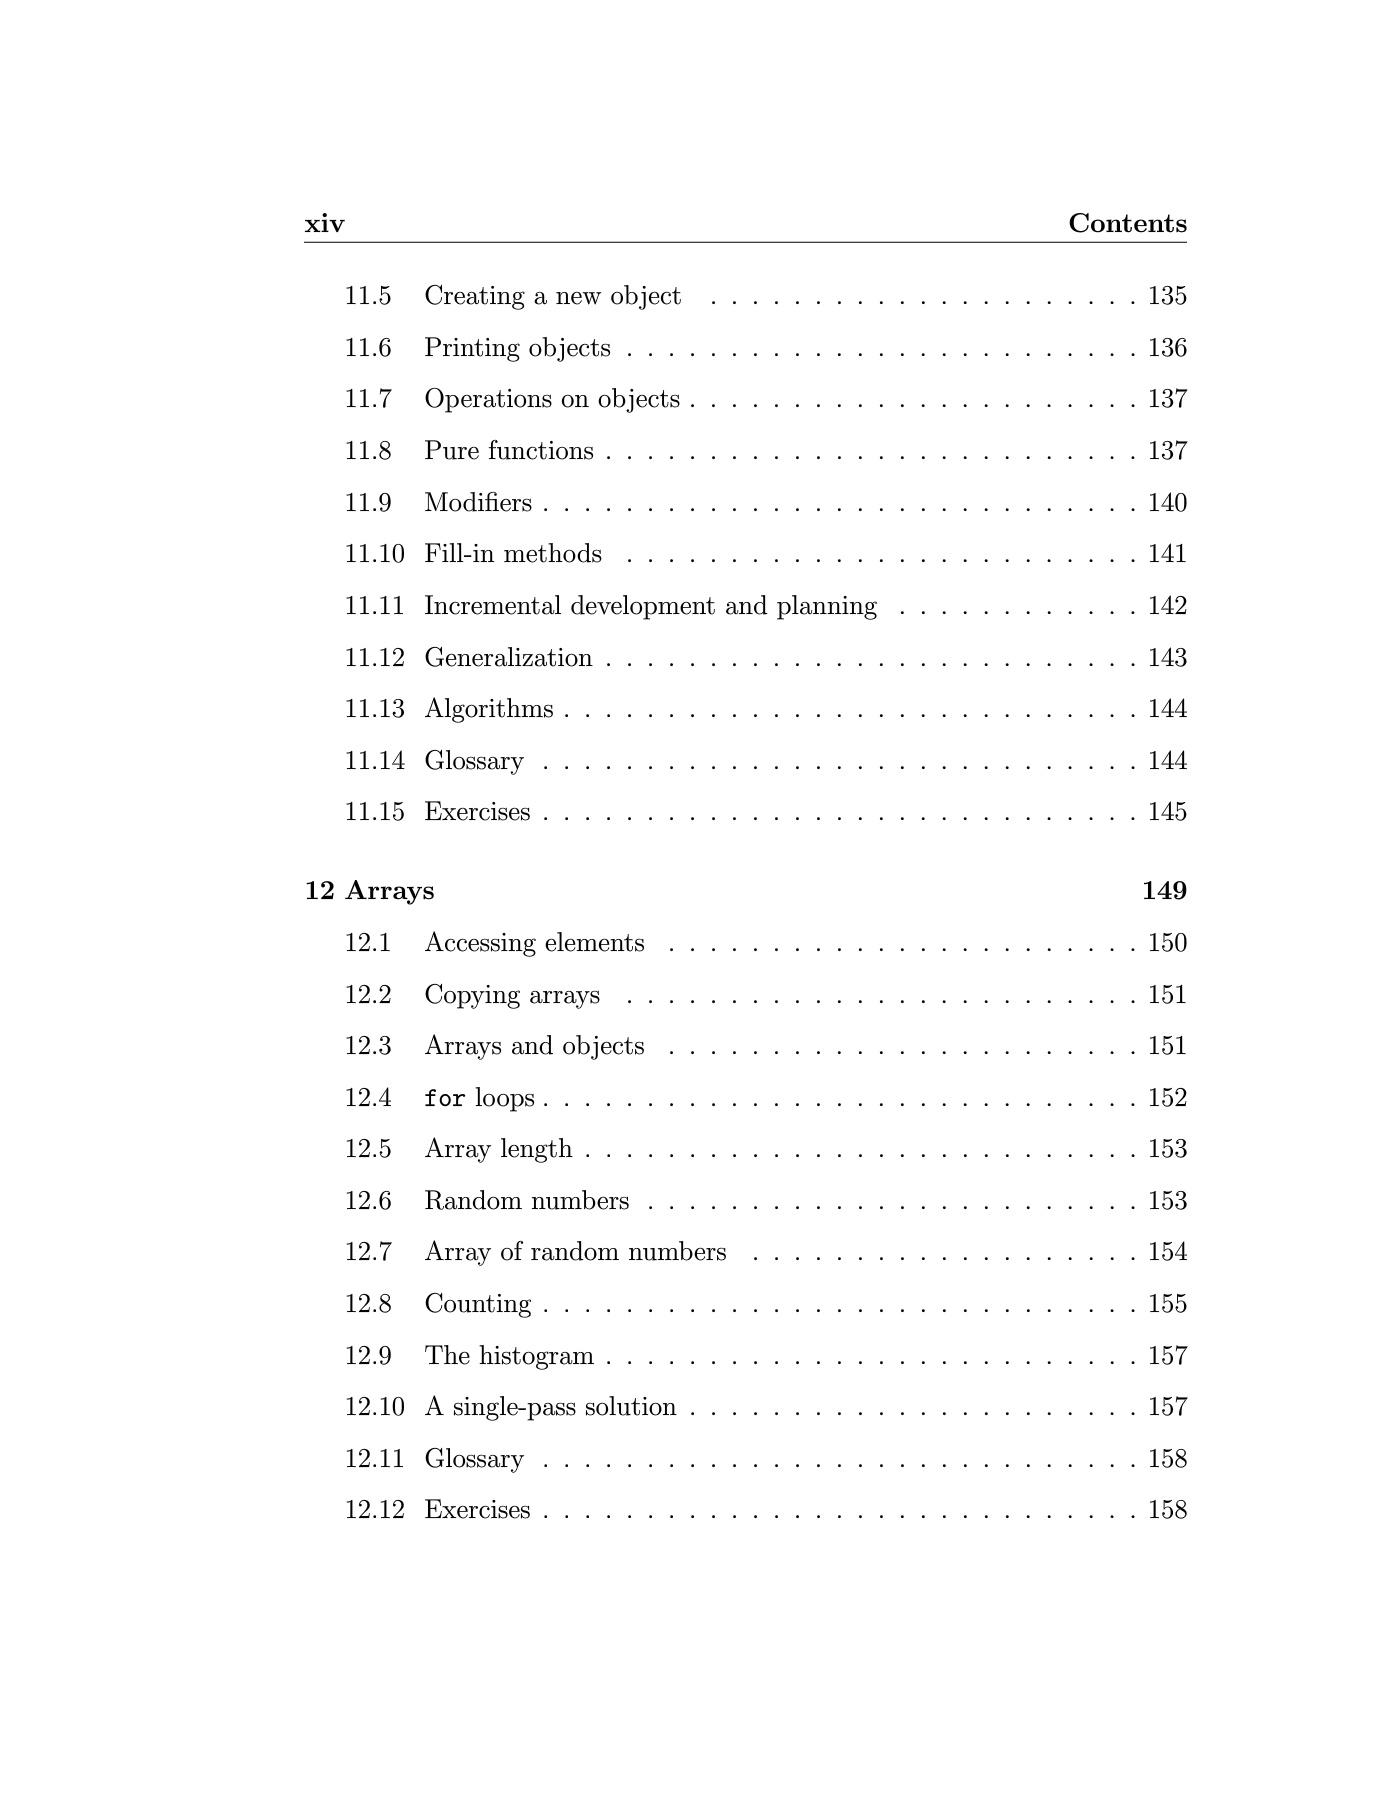 xiv Contents
11.5 Creating a new object . . . . . . . . . . . . . . . . . . . . . 135
11.6 Printing objects . . . . . . . . . . . . . . . . . . . . . . . . . 136
11.7 Operations on objects . . . . . . . . . . . . . . . . . . . . . . 137
11.8 Pure functions . . . . . . . . . . . . . . . . . . . . . . . . . . 137
11.9 Modifiers . . . . . . . . . . . . . . . . . . . . . . . . . . . . . 140
11.10 Fill-in methods . . . . . . . . . . . . . . . . . . . . . . . . . 141
11.11 Incremental development and planning . . . . . . . . . . . . 142
11.12 Generalization . . . . . . . . . . . . . . . . . . . . . . . . . . 143
11.13 Algorithms . . . . . . . . . . . . . . . . . . . . . . . . . . . . 144
11.14 Glossary . . . . . . . . . . . . . . . . . . . . . . . . . . . . . 144
11.15 Exercises . . . . . . . . . . . . . . . . . . . . . . . . . . . . . 145
12 Arrays 149
12.1 Accessing elements . . . . . . . . . . . . . . . . . . . . . . . 150
12.2 Copying arrays . . . . . . . . . . . . . . . . . . . . . . . . . 151
12.3 Arrays and objects . . . . . . . . . . . . . . . . . . . . . . . 151
12.4 for loops . . . . . . . . . . . . . . . . . . . . . . . . . . . . . 152
12.5 Array length . . . . . . . . . . . . . . . . . . . . . . . . . . . 153
12.6 Random numbers . . . . . . . . . . . . . . . . . . . . . . . . 153
12.7 Array of random numbers . . . . . . . . . . . . . . . . . . . 154
12.8 Counting . . . . . . . . . . . . . . . . . . . . . . . . . . . . . 155
12.9 The histogram . . . . . . . . . . . . . . . . . . . . . . . . . . 157
12.10 A single-pass solution . . . . . . . . . . . . . . . . . . . . . . 157
12.11 Glossary . . . . . . . . . . . . . . . . . . . . . . . . . . . . . 158
12.12 Exercises . . . . . . . . . . . . . . . . . . . . . . . . . . . . . 158